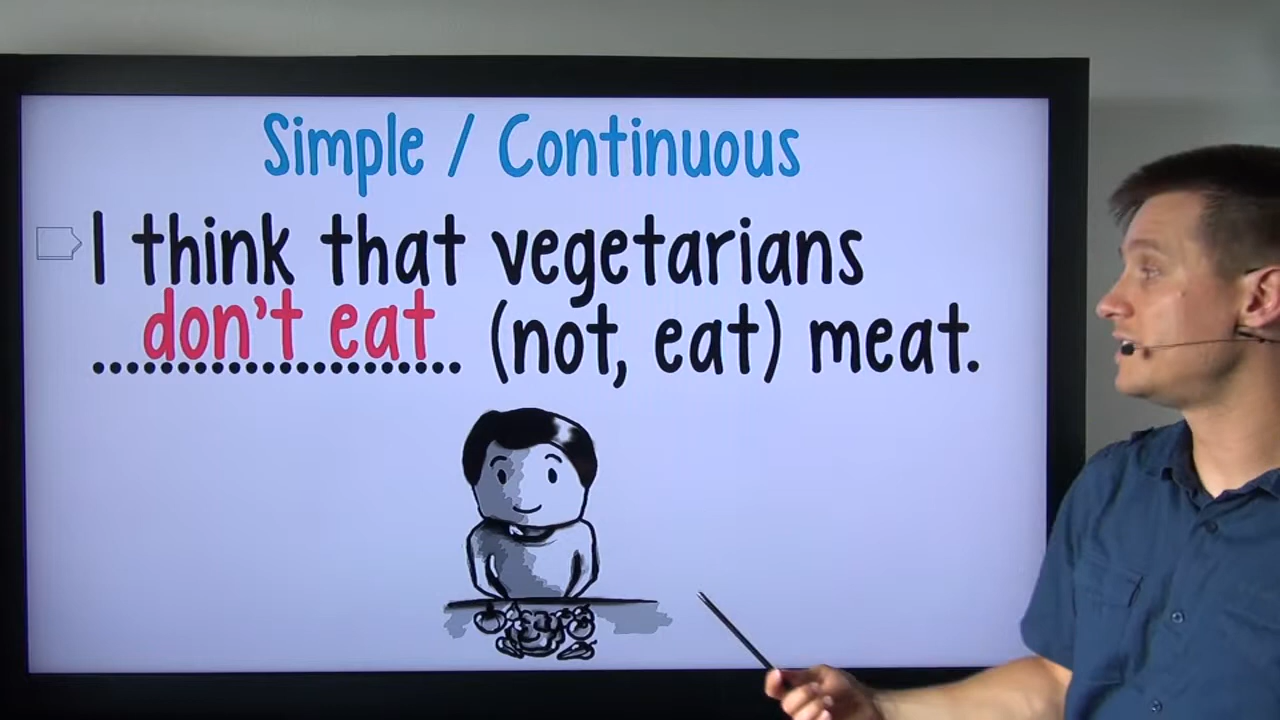 Simple / Continuous
I think that vegetarians
don't eat (not, eat) meat.